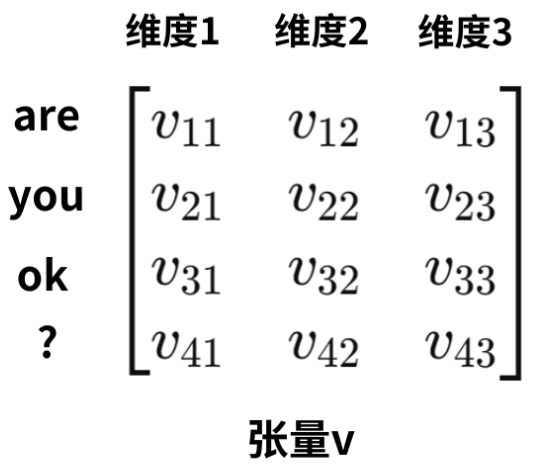 维度1 维度2 维度3
are v₁₁ v₁₂ v₁₃
you v₂₁ v₂₂ v₂₃
ok v₃₁ v₃₂ v₃₃
? v₄₁ v₄₂ v₄₃
张量v